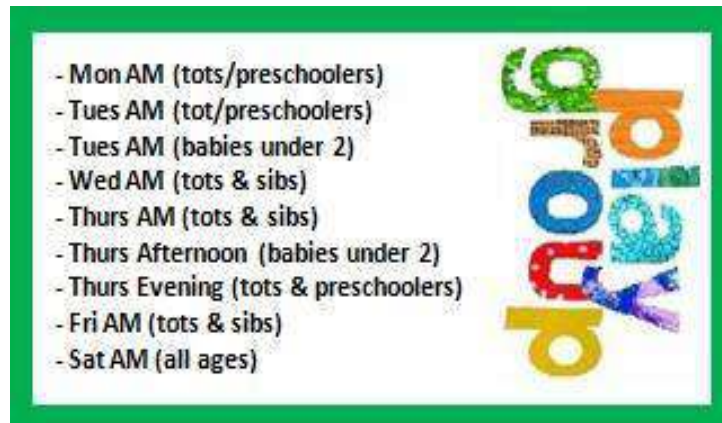 - Mon AM (tots/preschoolers)
- Tues AM (tot/preschoolers)
- Tues AM (babies under 2)
- Wed AM (tots & sibs)
- Thurs AM (tots & sibs)
- Thurs Afternoon (babies under 2)
- Thurs Evening (tots & preschoolers)
- Fri AM (tots & sibs)
- Sat AM (all ages)
play
group